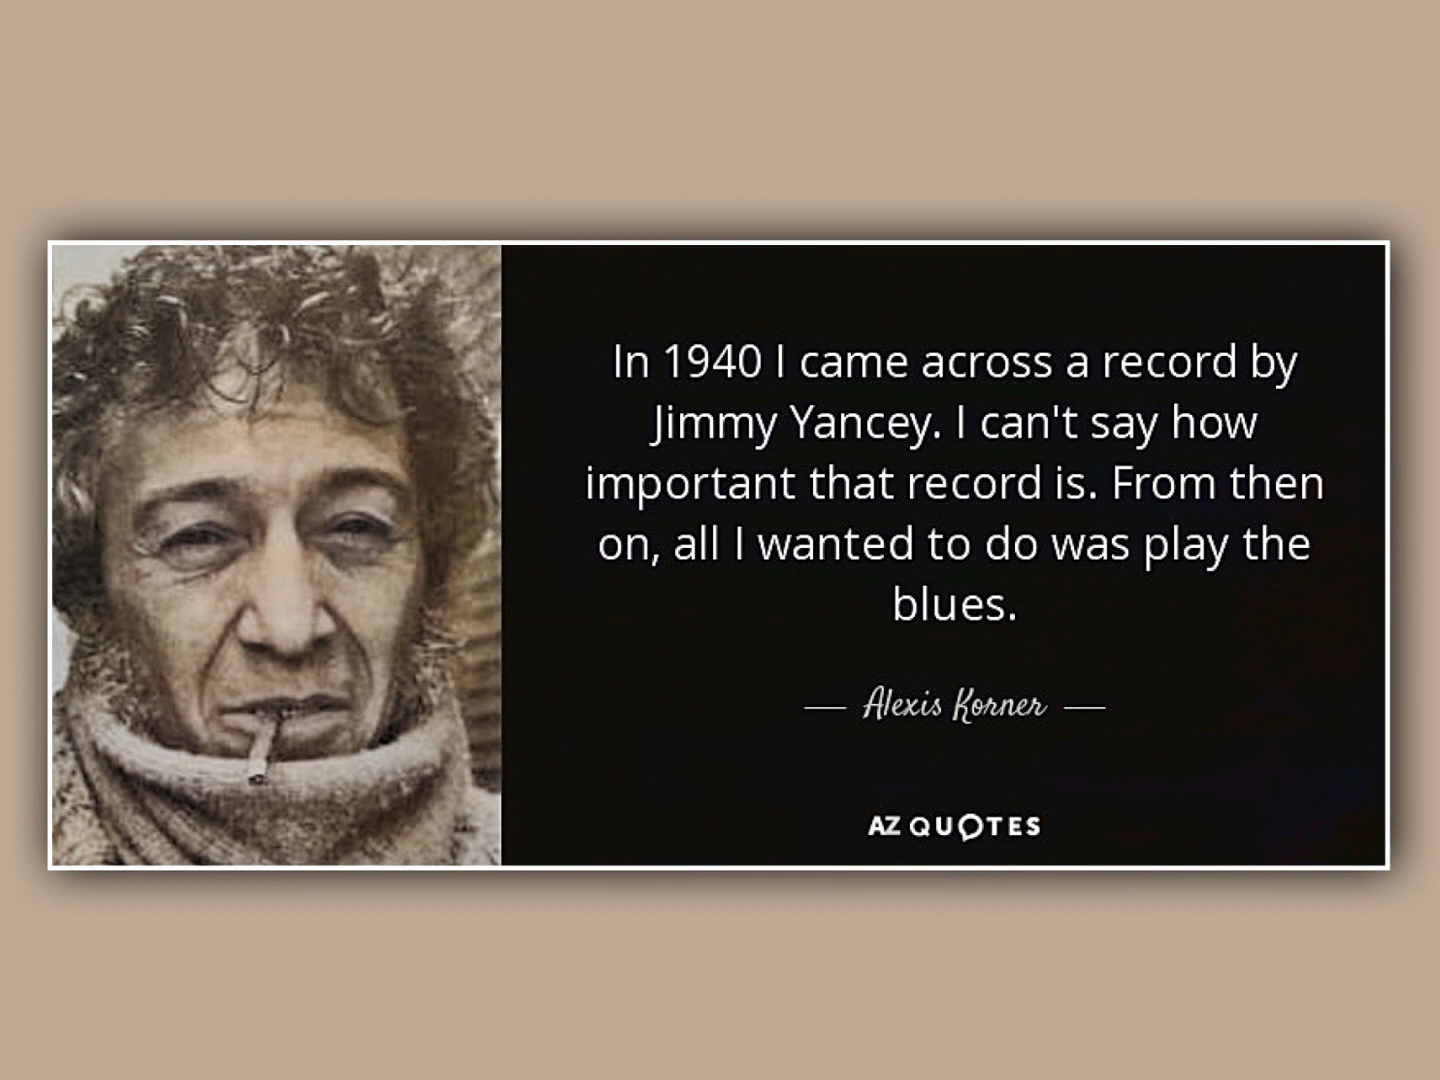 In 1940 I came across a record by
Jimmy Yancey. I can't say how
important that record is. From then
on, all I wanted to do was play the
blues.
— Alexis Korner —
AZ QUOTES